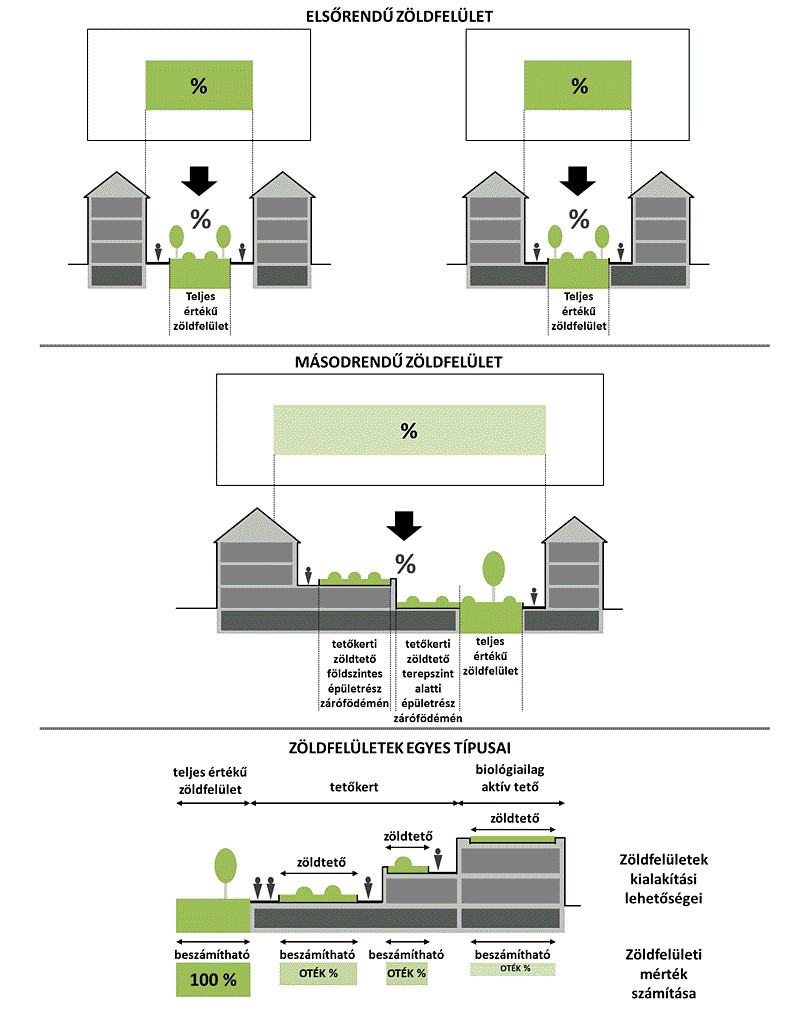 ELSŐRENDŰ ZÖLDFELÜLET
%
%
%
%
Teljes
értékű
zöldfelület
Teljes
értékű
zöldfelület
MÁSODRENDŰ ZÖLDFELÜLET
%
%
tetőkerti
zöldtető
földszintes
épületrész
zárófödémén
tetőkerti
zöldtető
terepszint
alatti
épületrész
zárófödémén
teljes
értékű
zöldfelület
ZÖLDFELÜLETEK EGYES TÍPUSAI
teljes értékű
zöldfelület
tetőkert
biológiailag
aktív tető
zöldtető
zöldtető
zöldtető
Zöldfelületek
kialakítási
lehetőségei
beszámítható
100 %
beszámítható
OTÉK %
beszámítható
OTÉK %
beszámítható
OTÉK %
Zöldfelületi
mérték
számítása